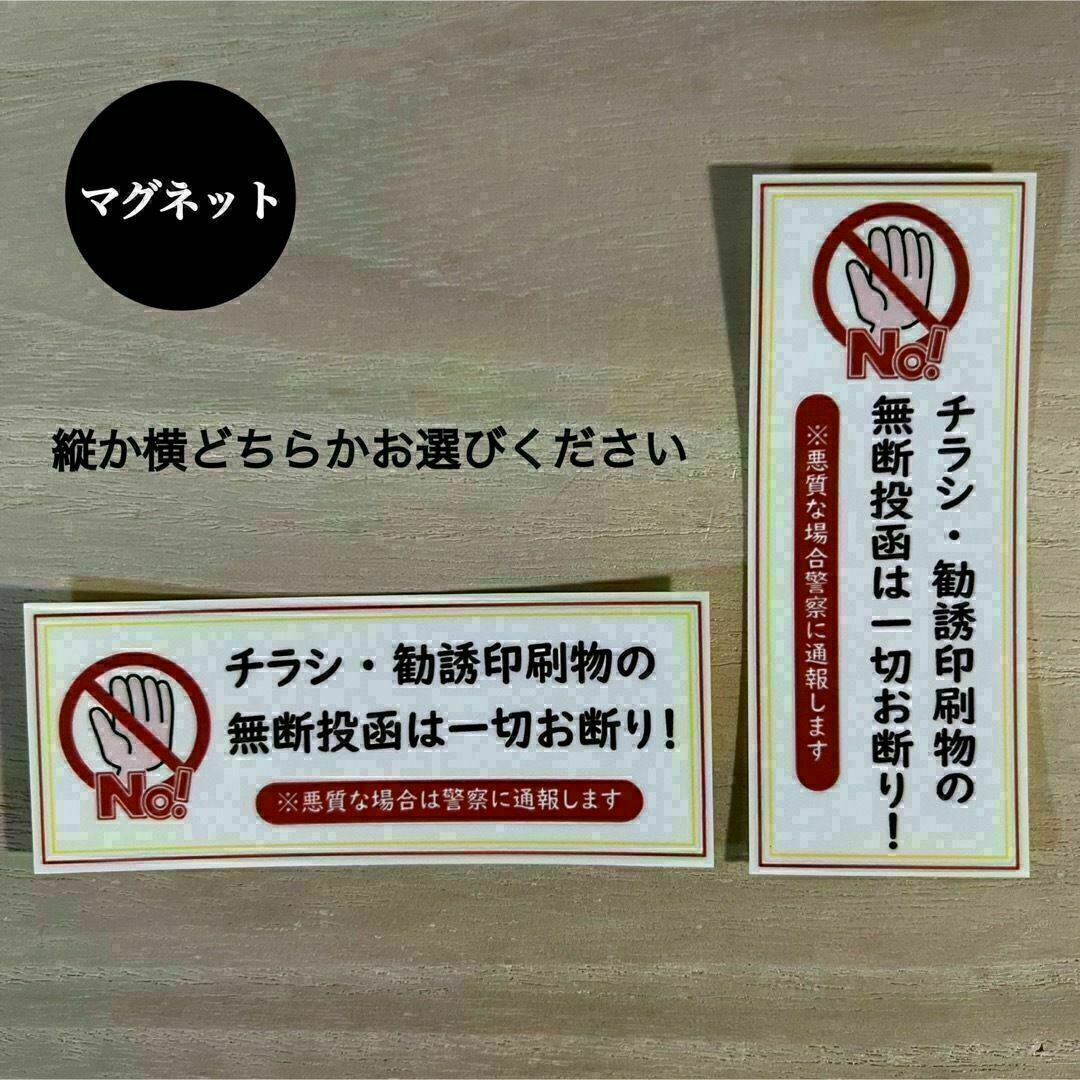 マグネット
縦か横どちらかお選びください
No!
チラシ・勧誘印刷物の
無断投函は一切お断り!
※悪質な場合は警察に通報します
No!
チラシ・勧誘印刷物の
無断投函は一切お断り!
※悪質な場合警察に通報します